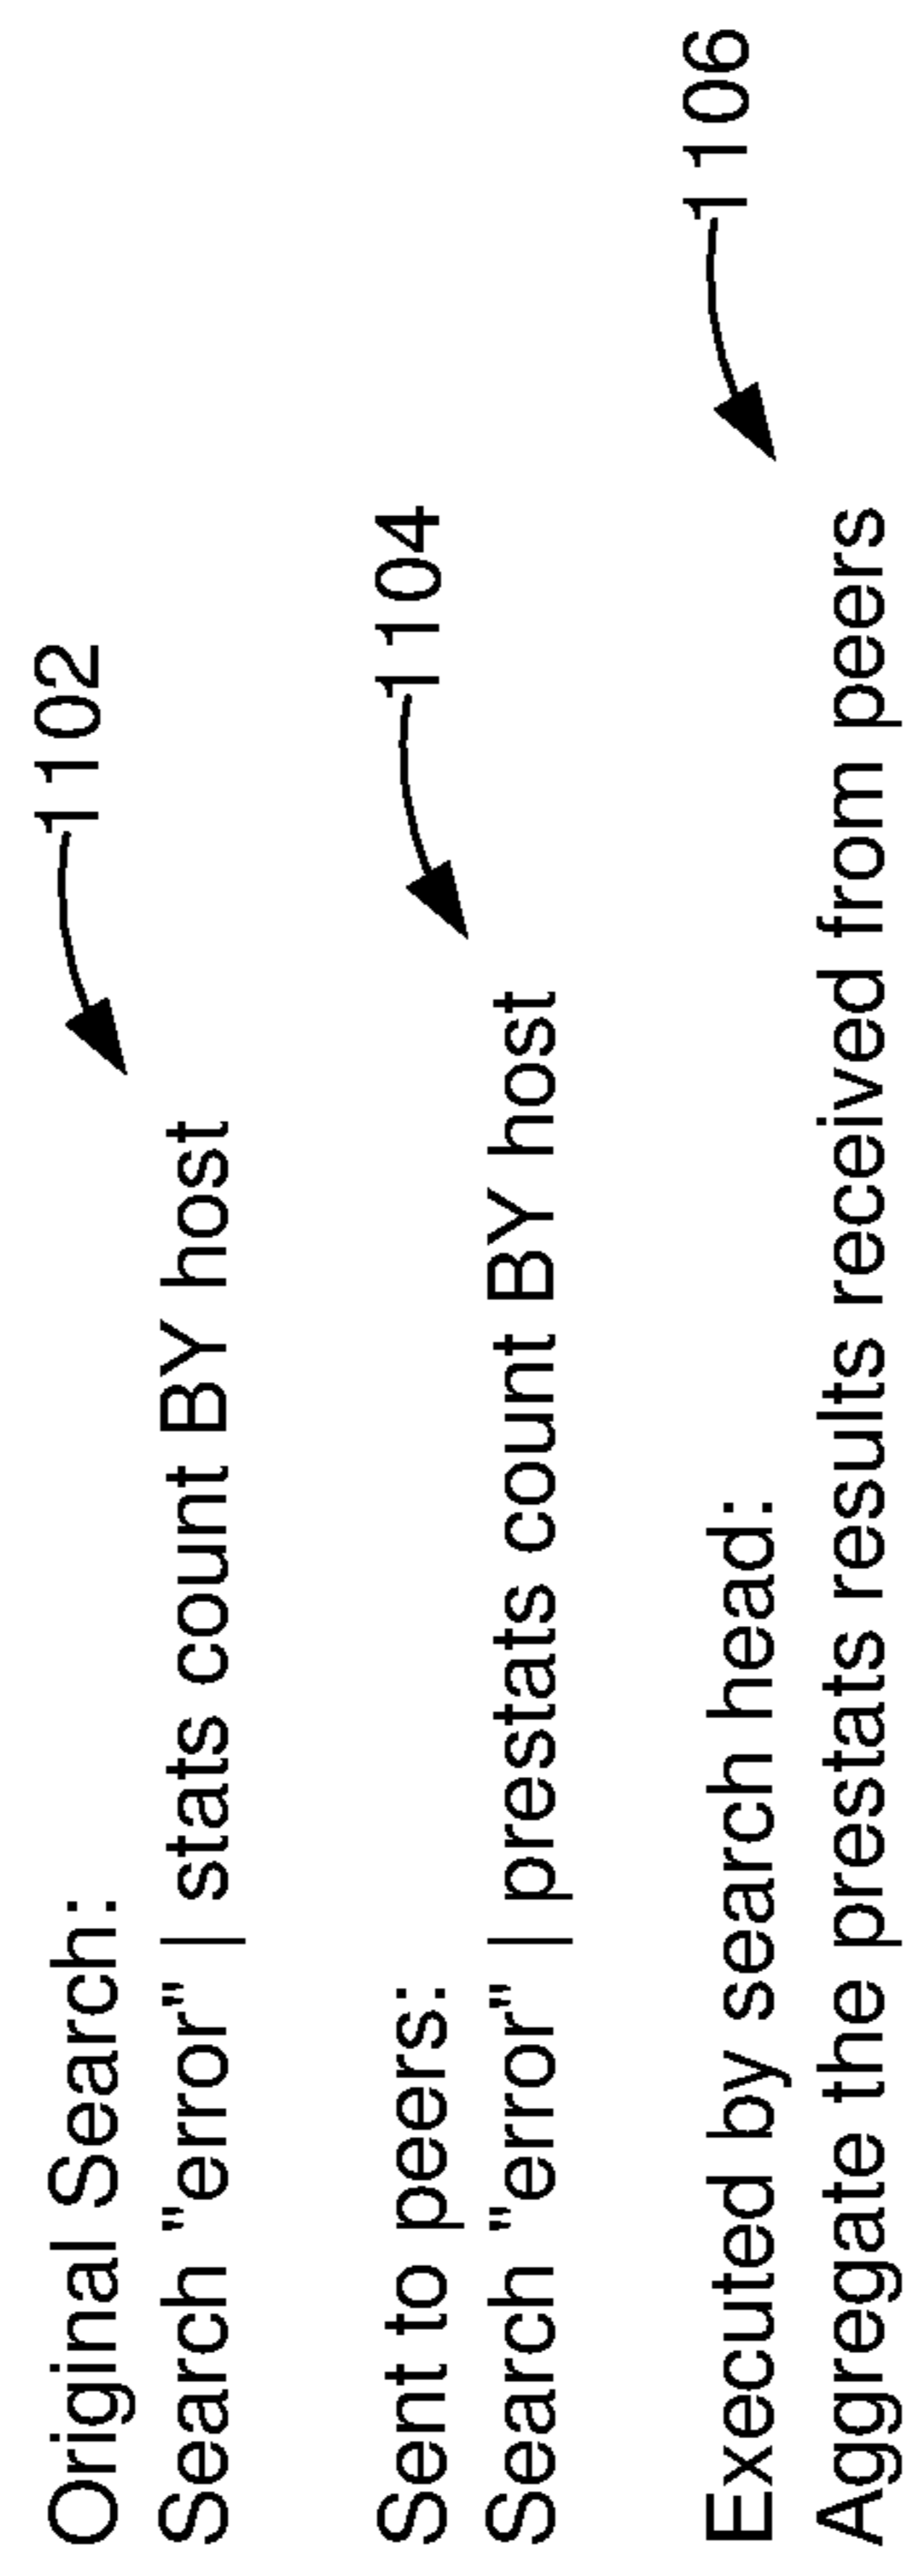 Original Search:
1102
Search "error" | stats count BY host
Sent to peers:
1104
Search "error" | prestats count BY host
Executed by search head:
1106
Aggregate the prestats results received from peers